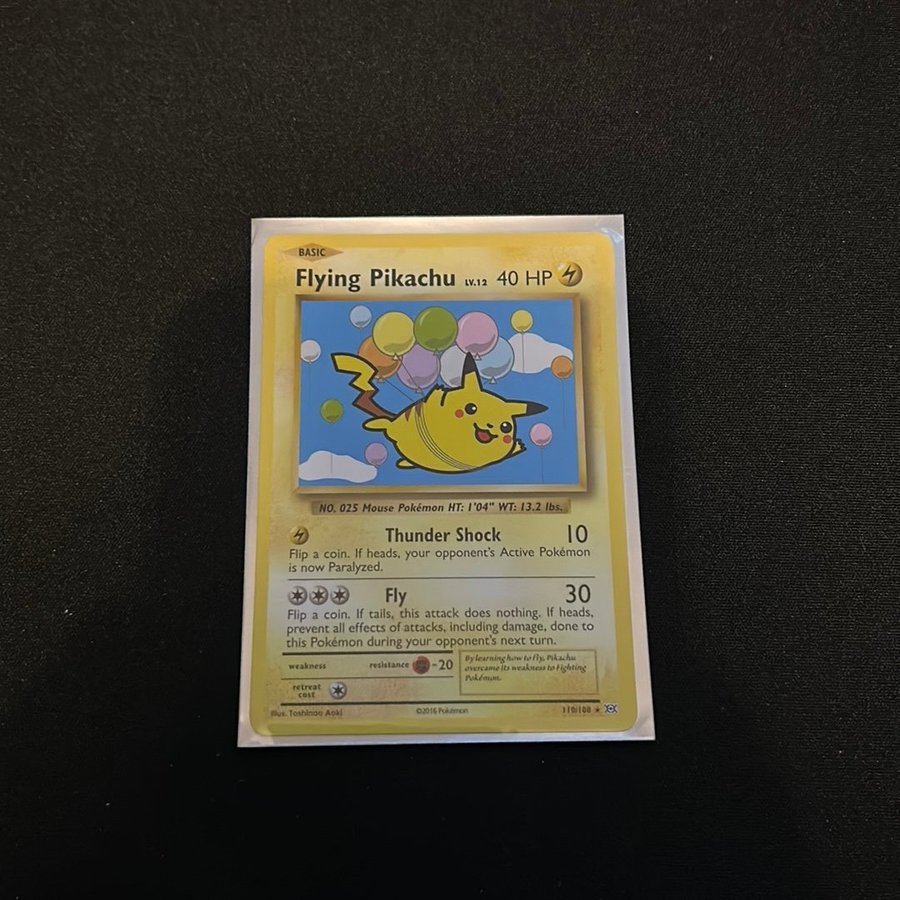 BASIC
Flying Pikachu LV.12 40 HP
NO. 025 Mouse Pokémon HT: 1'04" WT: 13.2 lbs.
Thunder Shock 10
Flip a coin. If heads, your opponent's Active Pokémon
is now Paralyzed.
Fly 30
Flip a coin. If tails, this attack does nothing. If heads,
prevent all effects of attacks, including damage, done to
this Pokémon during your opponent's next turn.
weakness resistance -20
By learning how to fly, Pikachu
overcame its weakness to Fighting
Pokémon.
retreat
cost
Illus. Toshinao Aoki ©2016 Pokémon 110/108 ★